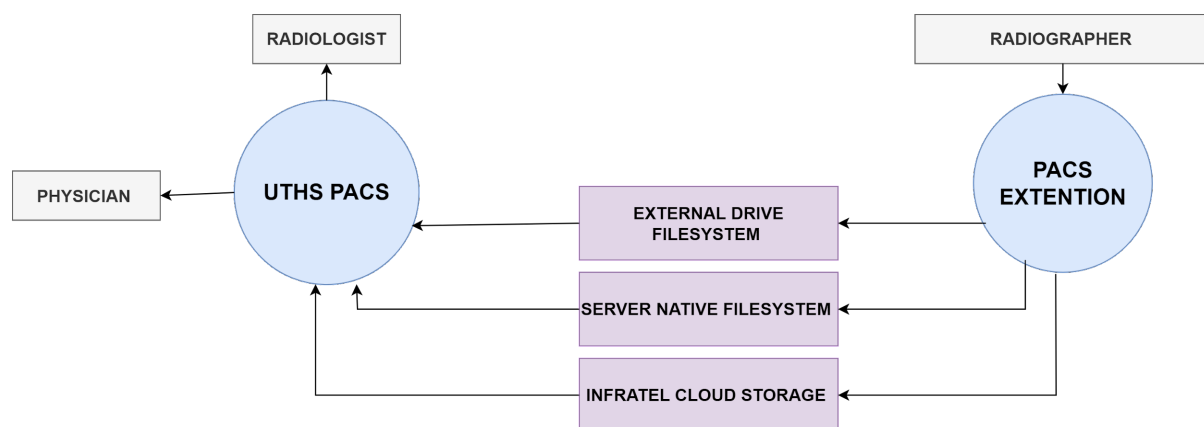 RADIOLOGIST
RADIOGRAPHER
PHYSICIAN
UTHS PACS
PACS
EXTENTION
EXTERNAL DRIVE
FILESYSTEM
SERVER NATIVE FILESYSTEM
INFRATEL CLOUD STORAGE